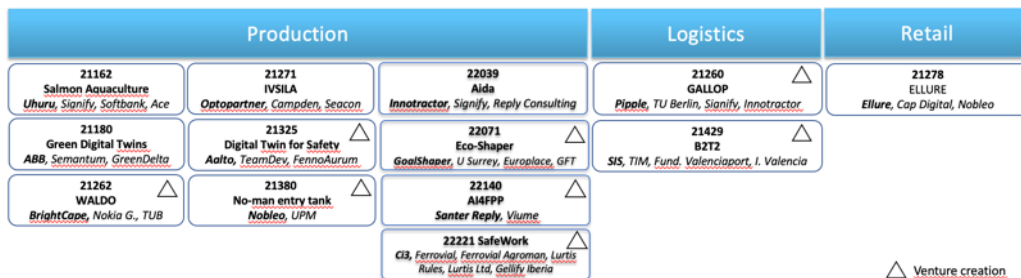 Production
Logistics
Retail
21162
Salmon Aquaculture
Uhuru, Signify, Softbank, Ace
21180
Green Digital Twins
ABB, Semantum, GreenDelta
21262
WALDO
BrightCape, Nokia G., TUB
21271
IVSILA
Optopartner, Campden, Seacon
21325
Digital Twin for Safety
Aalto, TeamDev, FennoAurum
21380
No-man entry tank
Nobleo, UPM
22039
Aida
Innotractor, Signify, Reply Consulting
22071
Eco-Shaper
GoalShaper, U Surrey, Europlace, GFT
22140
AI4FPP
Santer Reply, Viume
22221 SafeWork
Ci3, Ferrovial, Ferrovial Agroman, Lurtis
Rules, Lurtis Ltd, Gellify Iberia
21260
GALLOP
Pipple, TU Berlin, Signify, Innotractor
21429
B2T2
SIS, TIM, Fund. Valenciaport, I. Valencia
21278
ELLURE
Ellure, Cap Digital, Nobleo
Venture creation